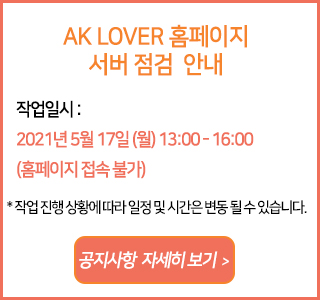 AK LOVER 홈페이지
서버 점검 안내
작업일시 :
2021년 5월 17일 (월) 13:00 - 16:00
(홈페이지 접속 불가)
* 작업 진행 상황에 따라 일정 및 시간은 변동 될 수 있습니다.
공지사항 자세히 보기 >